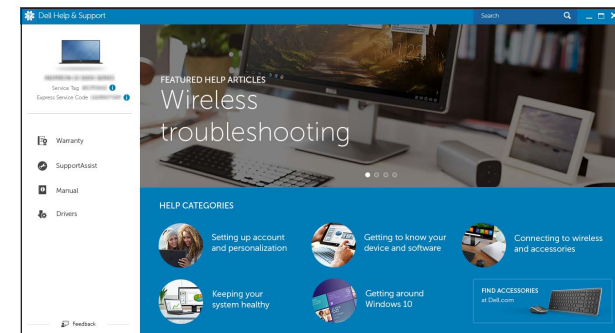 Dell Help & Support
Search
Service Tag
Express Service Code
Warranty
SupportAssist
Manual
Drivers
Feedback
FEATURED HELP ARTICLES
Wireless
troubleshooting
HELP CATEGORIES
Setting up account
and personalization
Getting to know your
device and software
Connecting to wireless
and accessories
Keeping your
system healthy
Getting around
Windows 10
FIND ACCESSORIES
at Dell.com